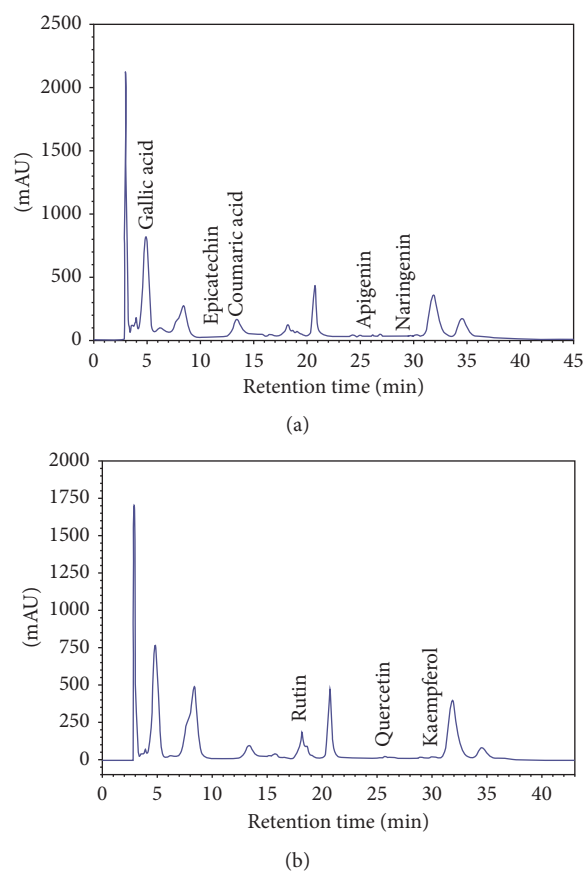 2500
2000
1500
1000
500
0
(mAU)
Gallic acid
Epicatechin
Coumaric acid
Apigenin
Naringenin
0 5 10 15 20 25 30 35 40 45
Retention time (min)
(a)
2000
1750
1500
1250
1000
750
500
250
0
(mAU)
Rutin
Quercetin
Kaempferol
0 5 10 15 20 25 30 35 40
Retention time (min)
(b)